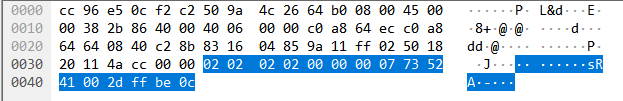 0000 cc 96 e5 0c f2 c2 50 9a 4c 26 64 b0 08 00 45 00 ······P· L&d···E·
0010 00 38 2b 86 40 00 40 06 00 00 c0 a8 64 ec c0 a8 ·8+·@·@· ····d···
0020 64 64 08 40 c2 8b 83 16 04 85 9a 11 ff 02 50 18 dd·@···· ······P·
0030 20 11 4a cc 00 00 02 02 02 02 00 00 00 07 73 52 ·J····· ······sR
0040 41 00 2d ff be 0c A·-···